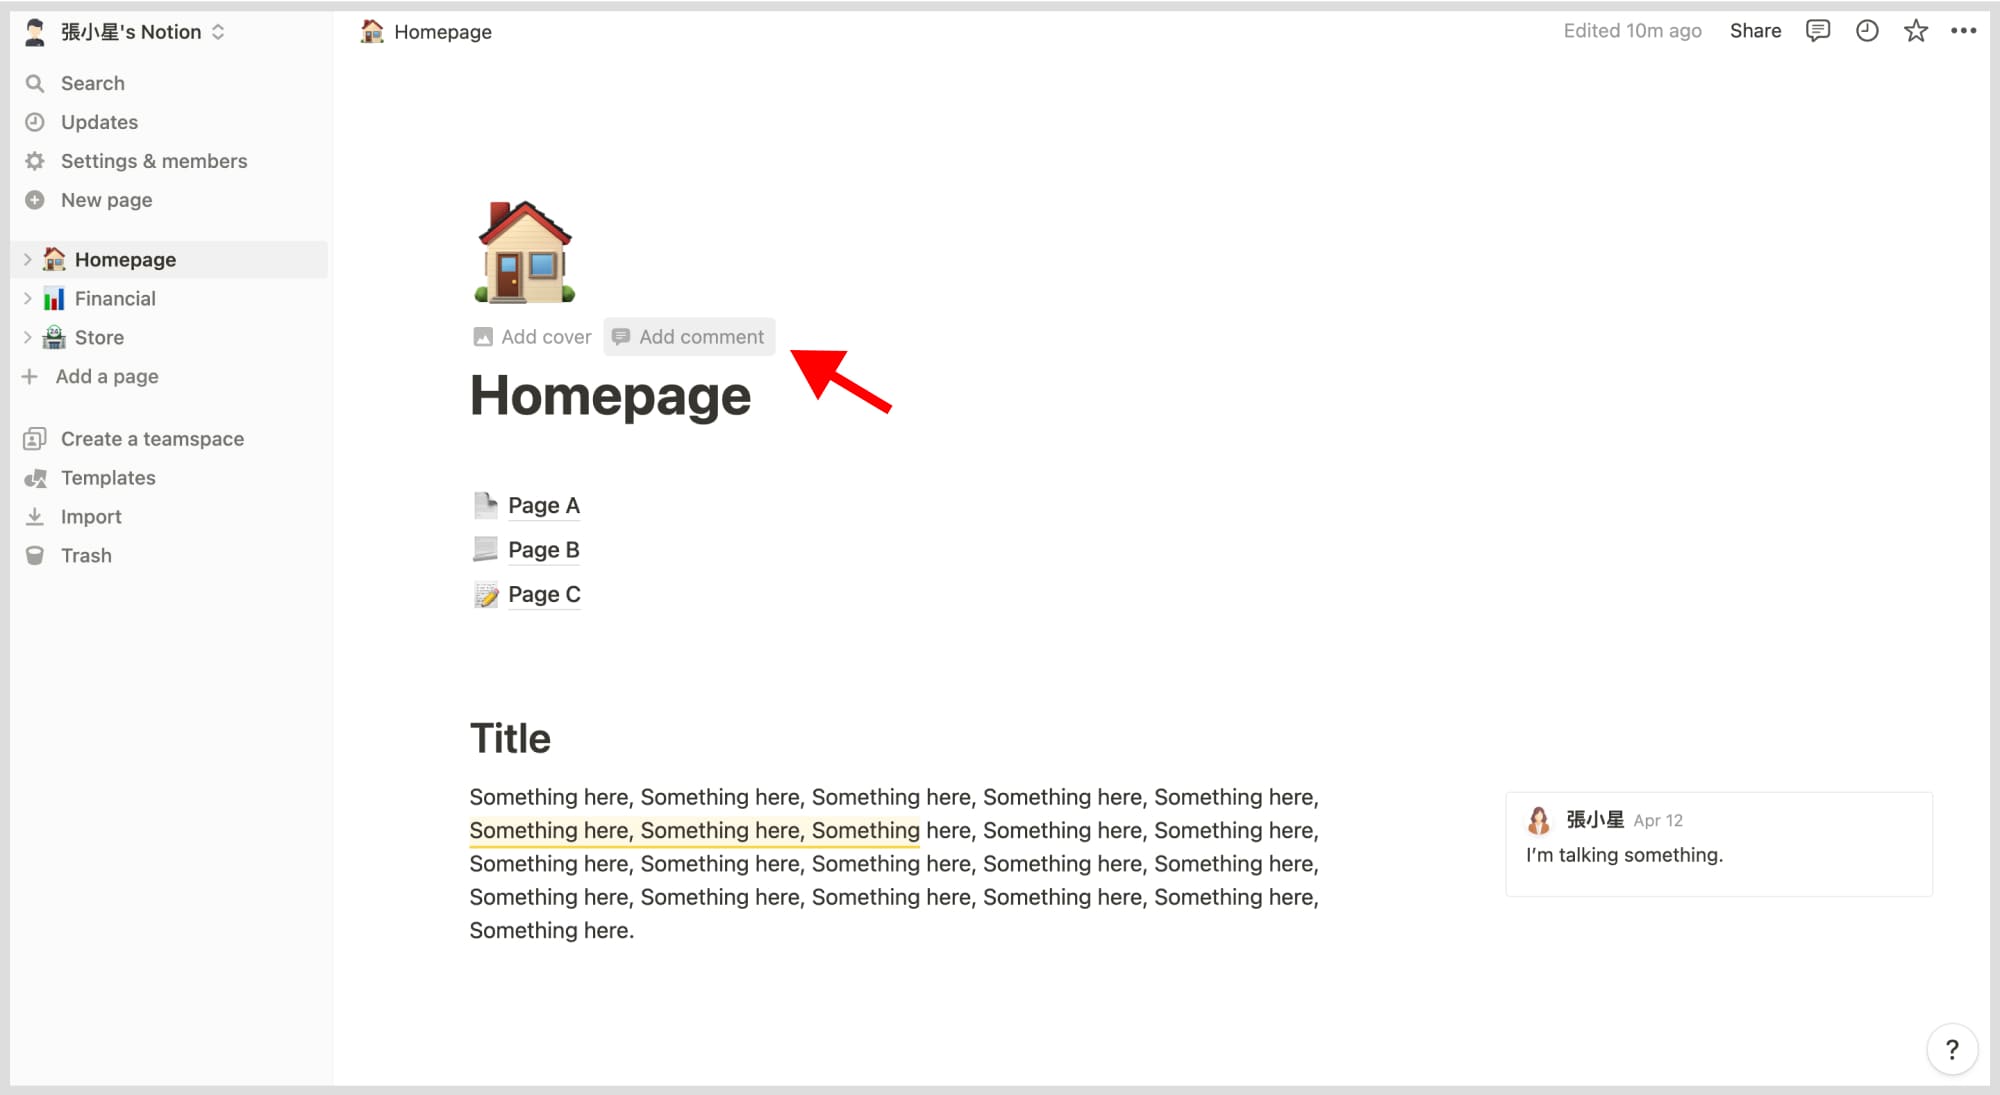 張小星's Notion
Search
Updates
Settings & members
New page
Homepage
Financial
Store
Add a page
Create a teamspace
Templates
Import
Trash
Homepage
Edited 10m ago
Share
Add cover
Add comment
Homepage
Page A
Page B
Page C
Title
Something here, Something here, Something here, Something here, Something here,
Something here, Something here, Something here, Something here, Something here,
Something here, Something here, Something here, Something here, Something here,
Something here, Something here, Something here, Something here, Something here,
Something here.
張小星 Apr 12
I’m talking something.
?